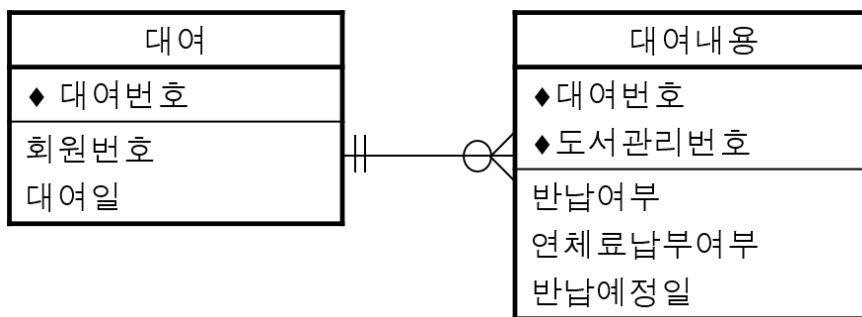 대여
♦ 대여번호
회원번호
대여일
대여내용
♦대여번호
♦도서관리번호
반납여부
연체료납부여부
반납예정일